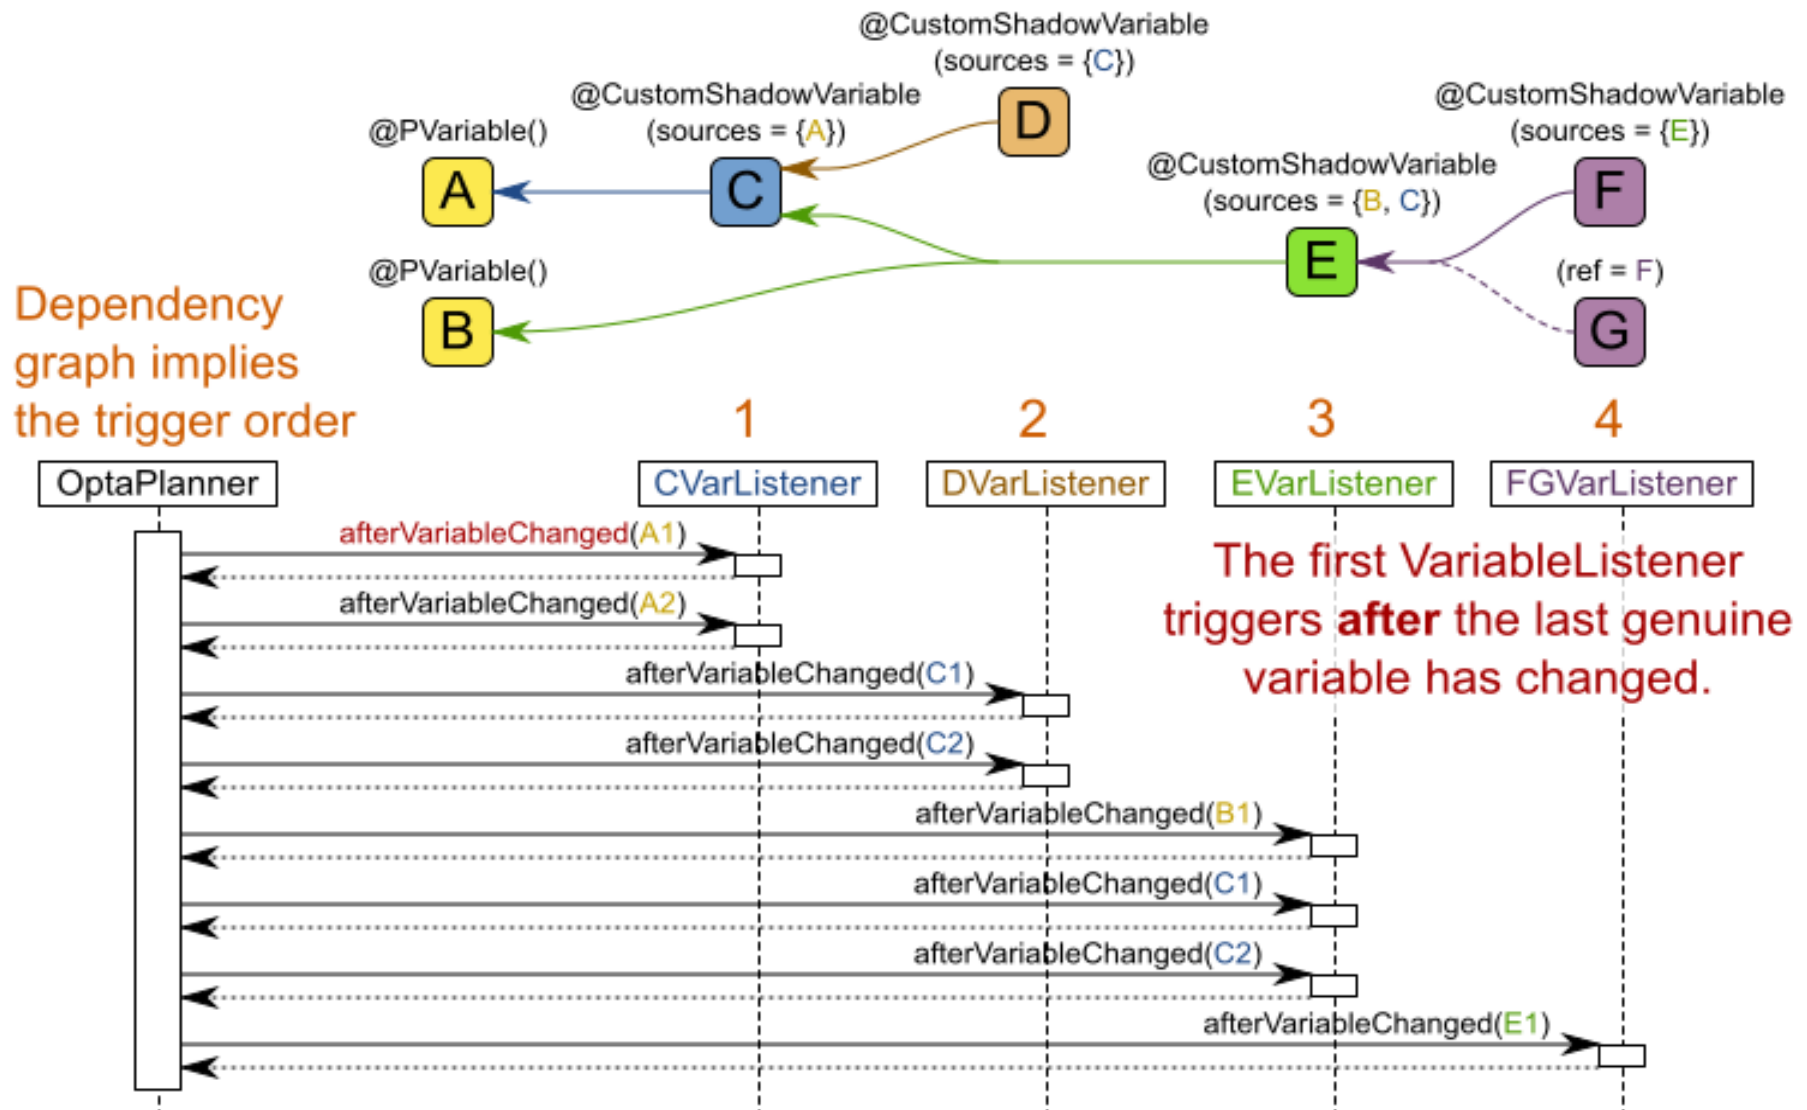 @CustomShadowVariable
(sources = {C})
@CustomShadowVariable
(sources = {A})
@CustomShadowVariable
(sources = {E})
@PVariable()
D
@CustomShadowVariable
(sources = {B, C})
A
C
F
@PVariable()
E
(ref = F)
B
G
Dependency
graph implies
the trigger order
1
2
3
4
OptaPlanner
CVarListener
DVarListener
EVarListener
FGVarListener
afterVariableChanged(A1)
The first VariableListener
triggers after the last genuine
variable has changed.
afterVariableChanged(A2)
afterVariableChanged(C1)
afterVariableChanged(C2)
afterVariableChanged(B1)
afterVariableChanged(C1)
afterVariableChanged(C2)
afterVariableChanged(E1)